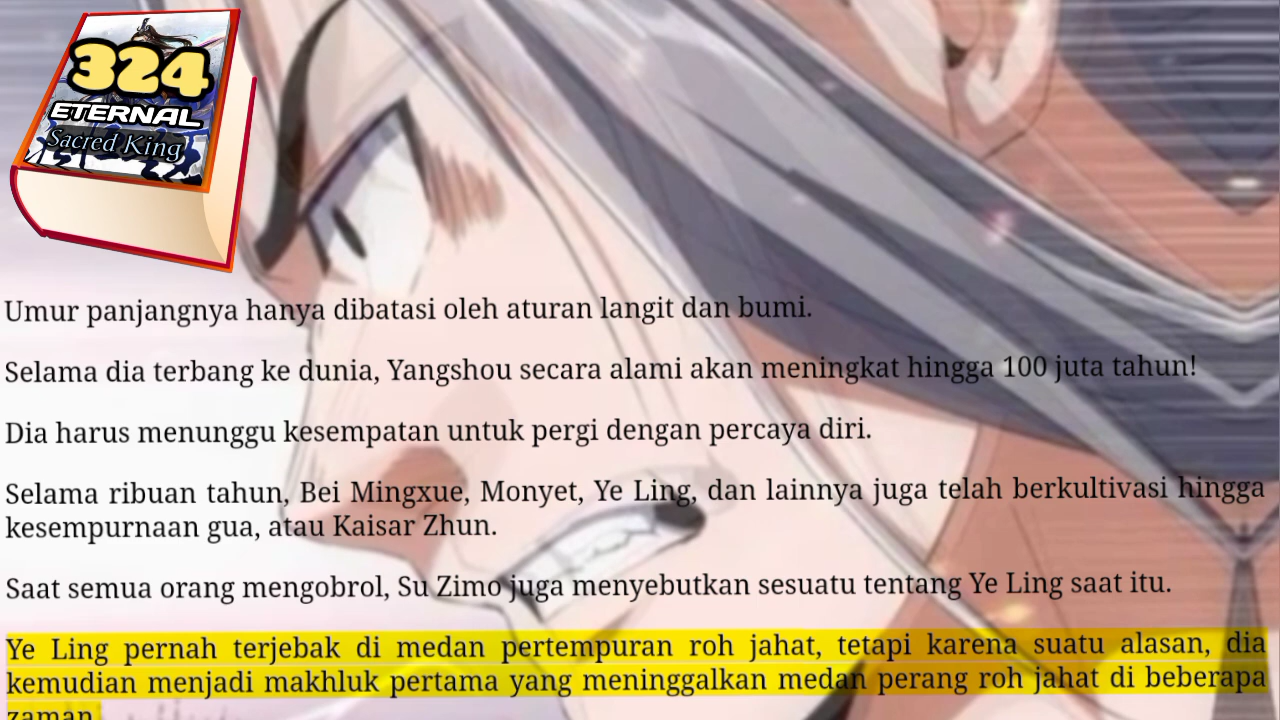 324
ETERNAL
Sacred King
Umur panjangnya hanya dibatasi oleh aturan langit dan bumi.
Selama dia terbang ke dunia, Yangshou secara alami akan meningkat hingga 100 juta tahun!
Dia harus menunggu kesempatan untuk pergi dengan percaya diri.
Selama ribuan tahun, Bei Mingxue, Monyet, Ye Ling, dan lainnya juga telah berkultivasi hingga
kesempurnaan gua, atau Kaisar Zhun.
Saat semua orang mengobrol, Su Zimo juga menyebutkan sesuatu tentang Ye Ling saat itu.
Ye Ling pernah terjebak di medan pertempuran roh jahat, tetapi karena suatu alasan, dia
kemudian menjadi makhluk pertama yang meninggalkan medan perang roh jahat di beberapa
zaman.